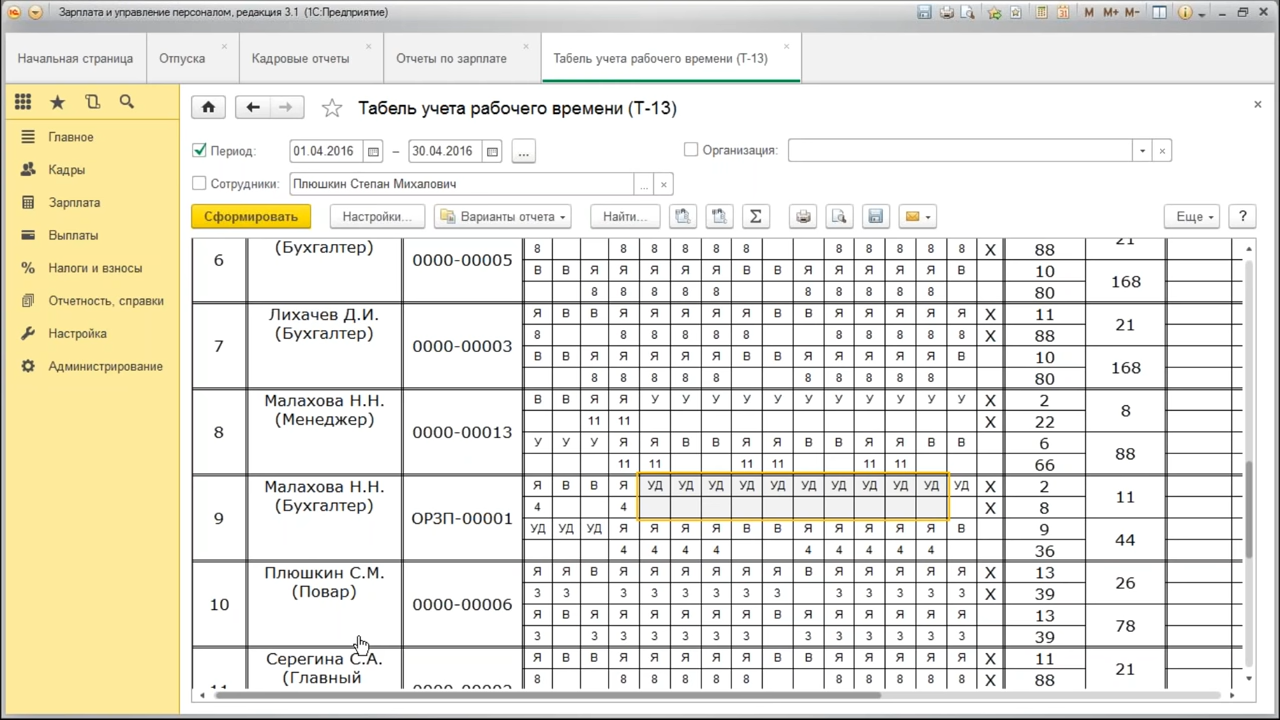 Зарплата и управление персоналом, редакция 3.1 (1С:Предприятие)
M M+ M-
Начальная страница
Отпуска
Кадровые отчеты
Отчеты по зарплате
Табель учета рабочего времени (Т-13)
Табель учета рабочего времени (Т-13)
Главное
Кадры
Зарплата
Выплаты
Налоги и взносы
Отчетность, справки
Настройка
Администрирование
Период: 01.04.2016 – 30.04.2016 ... Организация:
Сотрудники: Плюшкин Степан Михалович ...
Сформировать Настройки... Варианты отчета Найти... Σ Еще ?
6 (Бухгалтер) 0000-00005
8 8 8 8 8 8 8 8 8 8 8 X 88 21
В В Я Я Я Я Я В В Я Я Я Я Я В 10 168
8 8 8 8 8 8 8 8 8 8 80
7 Лихачев Д.И. (Бухгалтер) 0000-00003
Я В В Я Я Я Я Я В В Я Я Я Я Я X 11 21
8 8 8 8 8 8 8 8 8 8 8 X 88
В В Я Я Я Я Я В В Я Я Я Я Я В 10 168
8 8 8 8 8 8 8 8 8 8 80
8 Малахова Н.Н. (Менеджер) 0000-00013
В В Я Я У У У У У У У У У У У X 2 8
11 11 X 22
У У У Я Я В В Я Я В В Я Я В В 6 88
11 11 11 11 11 11 66
9 Малахова Н.Н. (Бухгалтер) ОРЗП-00001
Я В В Я УД УД УД УД УД УД УД УД УД УД УД X 2 11
4 4 X 8
УД УД УД Я Я Я Я В В Я Я Я Я Я В 9 44
4 4 4 4 4 4 4 4 4 36
10 Плюшкин С.М. (Повар) 0000-00006
Я Я В Я Я Я Я Я Я В Я Я Я Я Я X 13 26
3 3 3 3 3 3 3 3 3 3 3 3 3 X 39
Я В Я Я Я Я Я В Я Я Я Я Я Я Я 13 78
3 3 3 3 3 3 3 3 3 3 3 3 3 39
Серегина С.А. (Главный
Я В В Я Я Я Я Я В В Я Я Я Я Я X 11 21
8 8 8 8 8 8 8 8 8 8 8 X 88